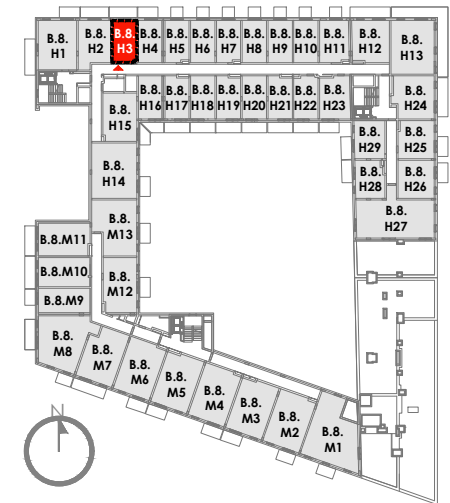 B.8.
H1
B.8.
H2
B.8.
H3
B.8.
H4
B.8.
H5
B.8.
H6
B.8.
H7
B.8.
H8
B.8.
H9
B.8.
H10
B.8.
H11
B.8.
H12
B.8.
H13
B.8.
H16
B.8.
H17
B.8.
H18
B.8.
H19
B.8.
H20
B.8.
H21
B.8.
H22
B.8.
H23
B.8.
H24
B.8.
H15
B.8.
H29
B.8.
H25
B.8.
H14
B.8.
H28
B.8.
H26
B.8.
H27
B.8.
M13
B.8.M11
B.8.M10
B.8.
M12
B.8.M9
B.8.
M8
B.8.
M7
B.8.
M6
B.8.
M5
B.8.
M4
B.8.
M3
B.8.
M2
B.8.
M1
N